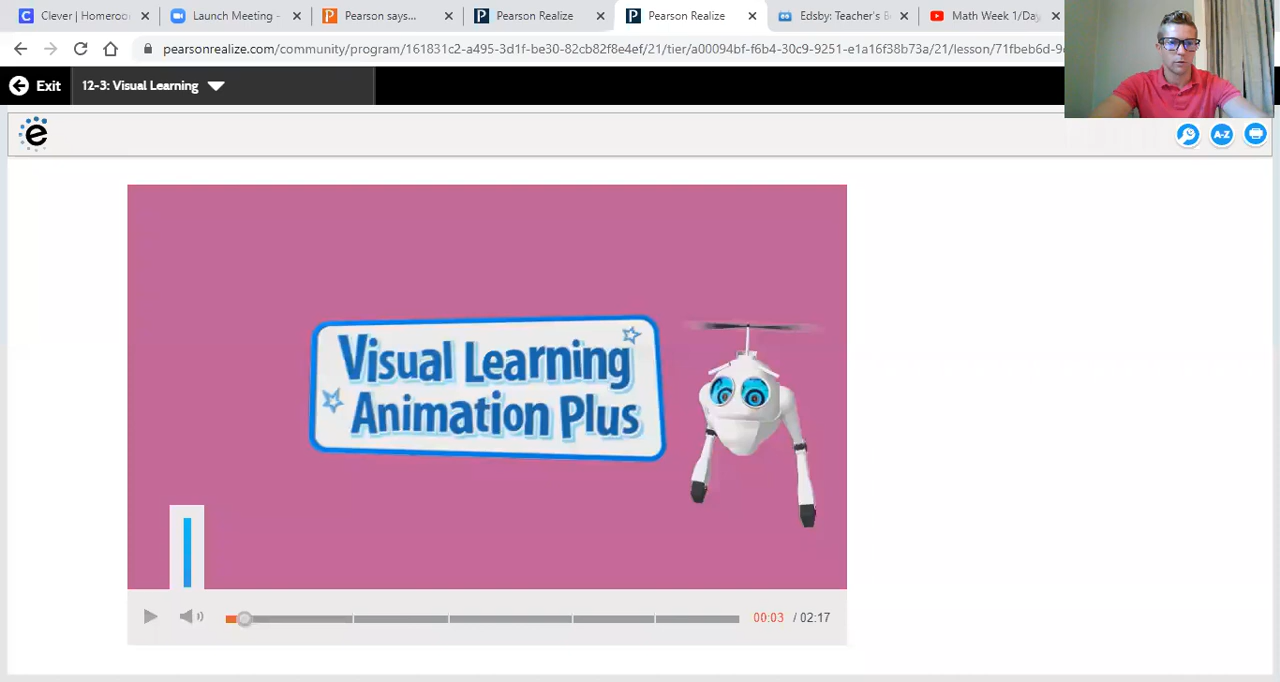 Clever | Homeroo
Launch Meeting -
Pearson says...
Pearson Realize
Pearson Realize
Edsby: Teacher's B
Math Week 1/Day
pearsonrealize.com/community/program/161831c2-a495-3d1f-be30-82cb82f8e4ef/21/tier/a00094bf-f6b4-30c9-9251-e1a16f38b73a/21/lesson/71fbeb6d-9
Exit
12-3: Visual Learning
e
A-Z
Visual Learning
Animation Plus
00:03 / 02:17